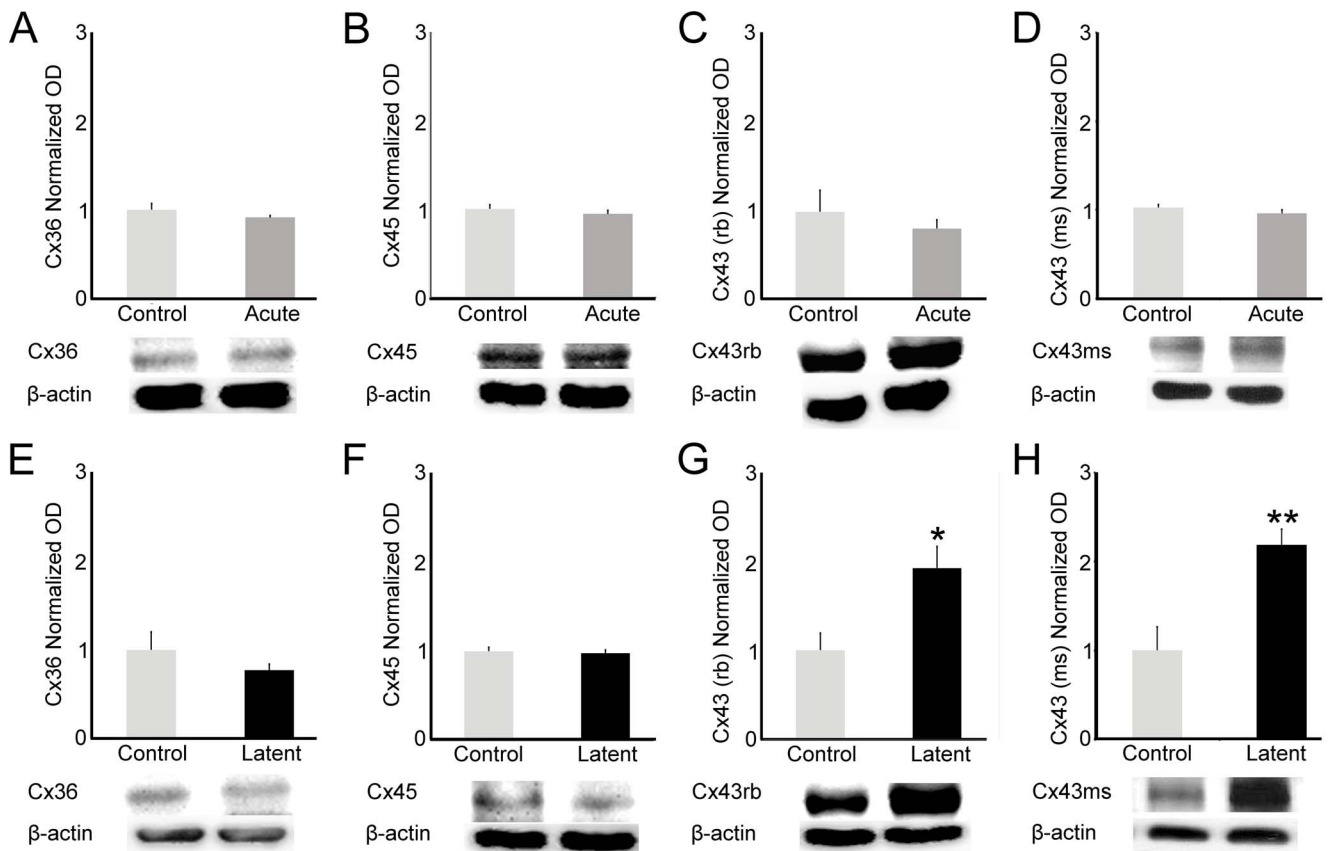 A
Cx36 Normalized OD
3
2
1
0
Control Acute
Cx36
β-actin
B
Cx45 Normalized OD
3
2
1
0
Control Acute
Cx45
β-actin
C
Cx43 (rb) Normalized OD
3
2
1
0
Control Acute
Cx43rb
β-actin
D
Cx43 (ms) Normalized OD
3
2
1
0
Control Acute
Cx43ms
β-actin
E
Cx36 Normalized OD
3
2
1
0
Control Latent
Cx36
β-actin
F
Cx45 Normalized OD
3
2
1
0
Control Latent
Cx45
β-actin
G
Cx43 (rb) Normalized OD
3
2
1
0
*
Control Latent
Cx43rb
β-actin
H
Cx43 (ms) Normalized OD
3
2
1
0
**
Control Latent
Cx43ms
β-actin